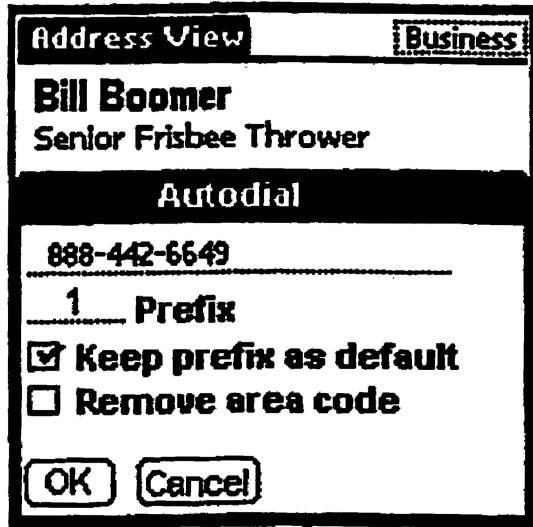 Address View Business
Bill Boomer
Senior Frisbee Thrower
Autodial
888-442-6649
1 Prefix
Keep prefix as default
Remove area code
OK Cancel